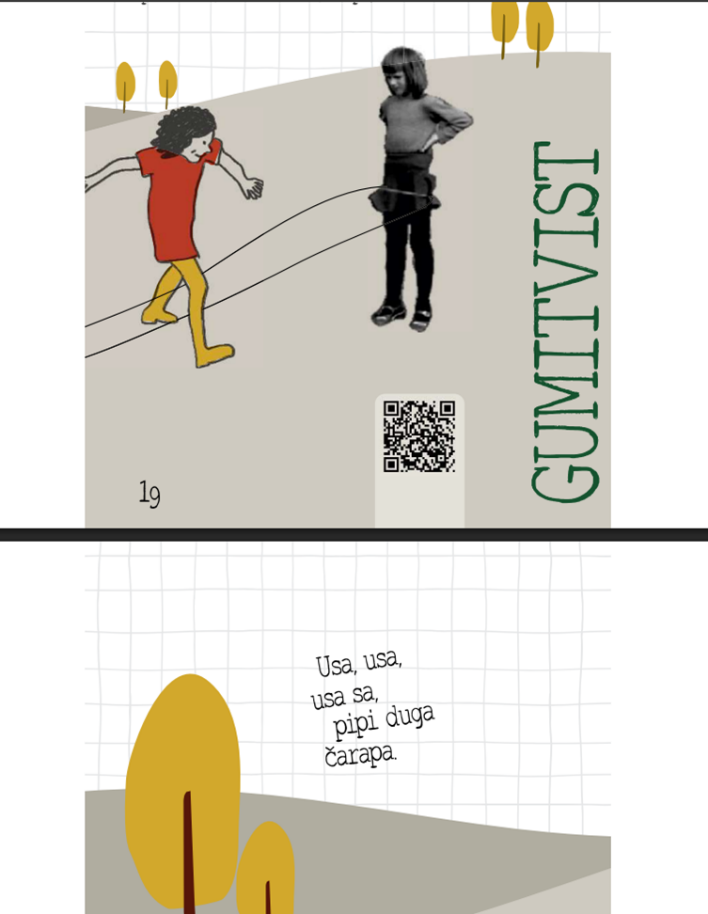 GUMITVIST
19
Usa, usa,
usa sa,
pipi duga
čarapa.